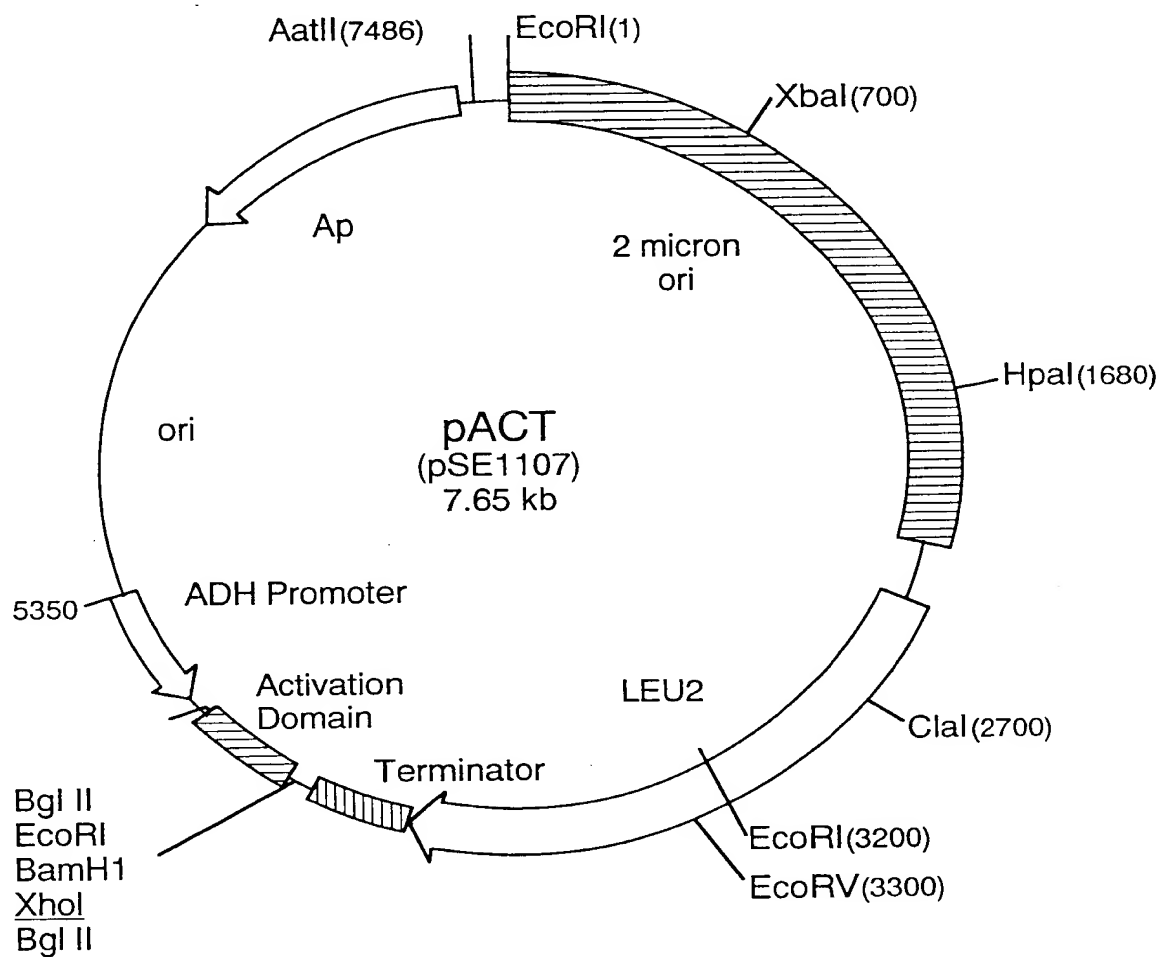 AatII(7486)
EcoRI(1)
XbaI(700)
Ap
2 micron
ori
HpaI(1680)
ori
pACT
(pSE1107)
7.65 kb
5350
ADH Promoter
Activation
Domain
LEU2
ClaI(2700)
Terminator
Bgl II
EcoRI
BamH1
XhoI
Bgl II
EcoRI(3200)
EcoRV(3300)